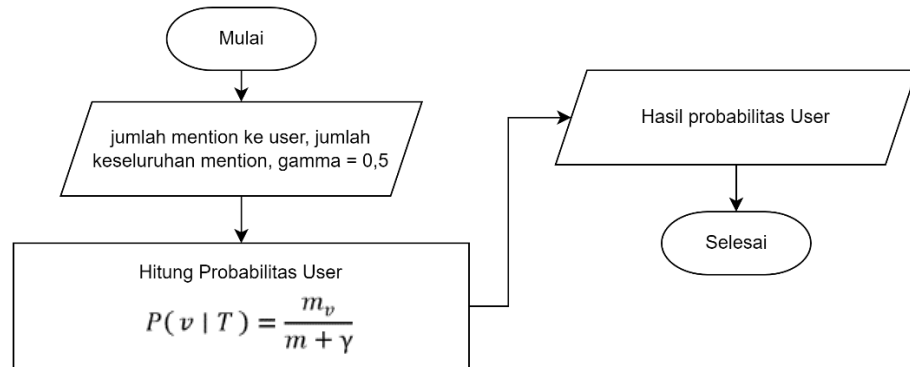 Mulai
jumlah mention ke user, jumlah
keseluruhan mention, gamma = 0,5
Hitung Probabilitas User
P( v | T ) = m_v / m + γ
Hasil probabilitas User
Selesai